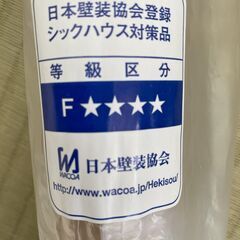 日本壁装協会登録
シックハウス対策品
等級区分
F★★★★
WACOA
日本壁装協会
http://www.wacoa.jp/Hekisou/